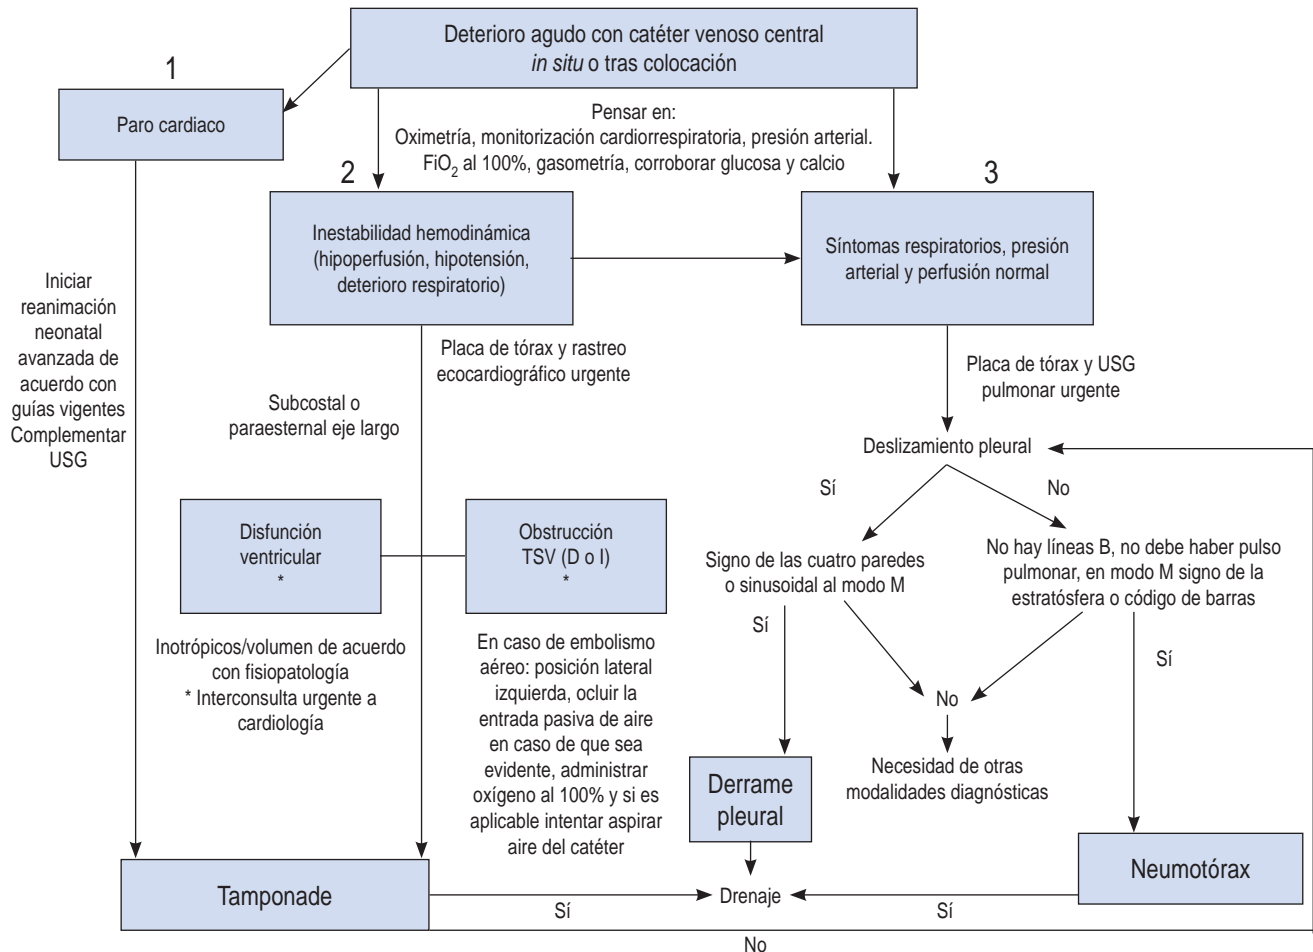 Deterioro agudo con catéter venoso central
in situ o tras colocación
1
Paro cardiaco
Pensar en:
Oximetría, monitorización cardiorrespiratoria, presión arterial.
FiO2 al 100%, gasometría, corroborar glucosa y calcio
2
Inestabilidad hemodinámica
(hipoperfusión, hipotensión,
deterioro respiratorio)
3
Síntomas respiratorios, presión
arterial y perfusión normal
Iniciar
reanimación
neonatal
avanzada de
acuerdo con
guías vigentes
Complementar
USG
Placa de tórax y rastreo
ecocardiográfico urgente
Subcostal o
paraesternal eje largo
Placa de tórax y USG
pulmonar urgente
Deslizamiento pleural
Sí
No
Disfunción
ventricular
*
Obstrucción
TSV (D o I)
*
Signo de las cuatro paredes
o sinusoidal al modo M
No hay líneas B, no debe haber pulso
pulmonar, en modo M signo de la
estratósfera o código de barras
Sí
Sí
No
Inotrópicos/volumen de acuerdo
con fisiopatología
* Interconsulta urgente a
cardiología
En caso de embolismo
aéreo: posición lateral
izquierda, ocluir la
entrada pasiva de aire
en caso de que sea
evidente, administrar
oxígeno al 100% y si es
aplicable intentar aspirar
aire del catéter
Necesidad de otras
modalidades diagnósticas
Derrame
pleural
Tamponade
Sí
Drenaje
Sí
Neumotórax
No